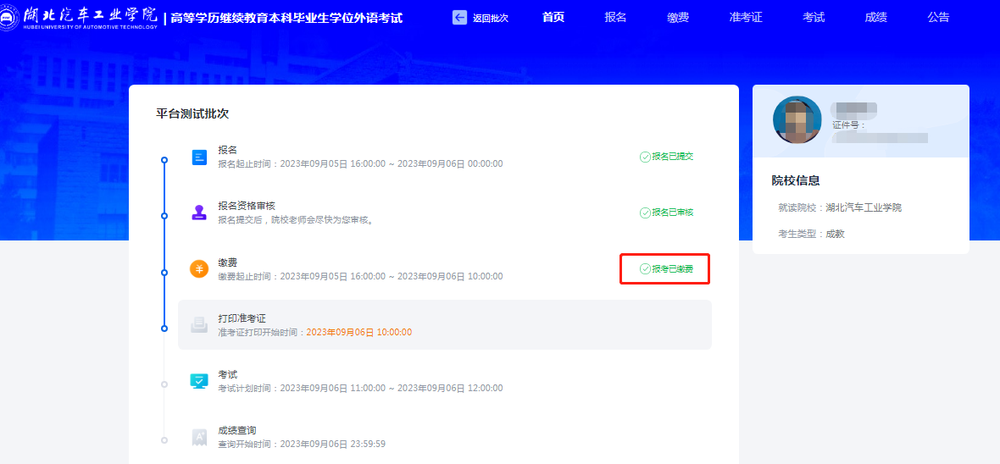 湖北汽车工业学院
HUBEI UNIVERSITY OF AUTOMOTIVE TECHNOLOGY
高等学历继续教育本科毕业生学位外语考试
返回批次
首页
报名
缴费
准考证
考试
成绩
公告
平台测试批次
报名
报名起止时间：2023年09月05日 16:00:00 ~ 2023年09月06日 00:00:00
报名已提交
报名资格审核
报名提交后，院校老师会尽快为您审核。
报名已审核
缴费
缴费起止时间：2023年09月05日 16:00:00 ~ 2023年09月06日 10:00:00
报考已缴费
打印准考证
准考证打印开始时间：2023年09月06日 10:00:00
考试
考试计划时间：2023年09月06日 11:00:00 ~ 2023年09月06日 12:00:00
成绩查询
查询开始时间：2023年09月06日 23:59:59
证件号：
院校信息
就读院校：湖北汽车工业学院
考生类型：成教